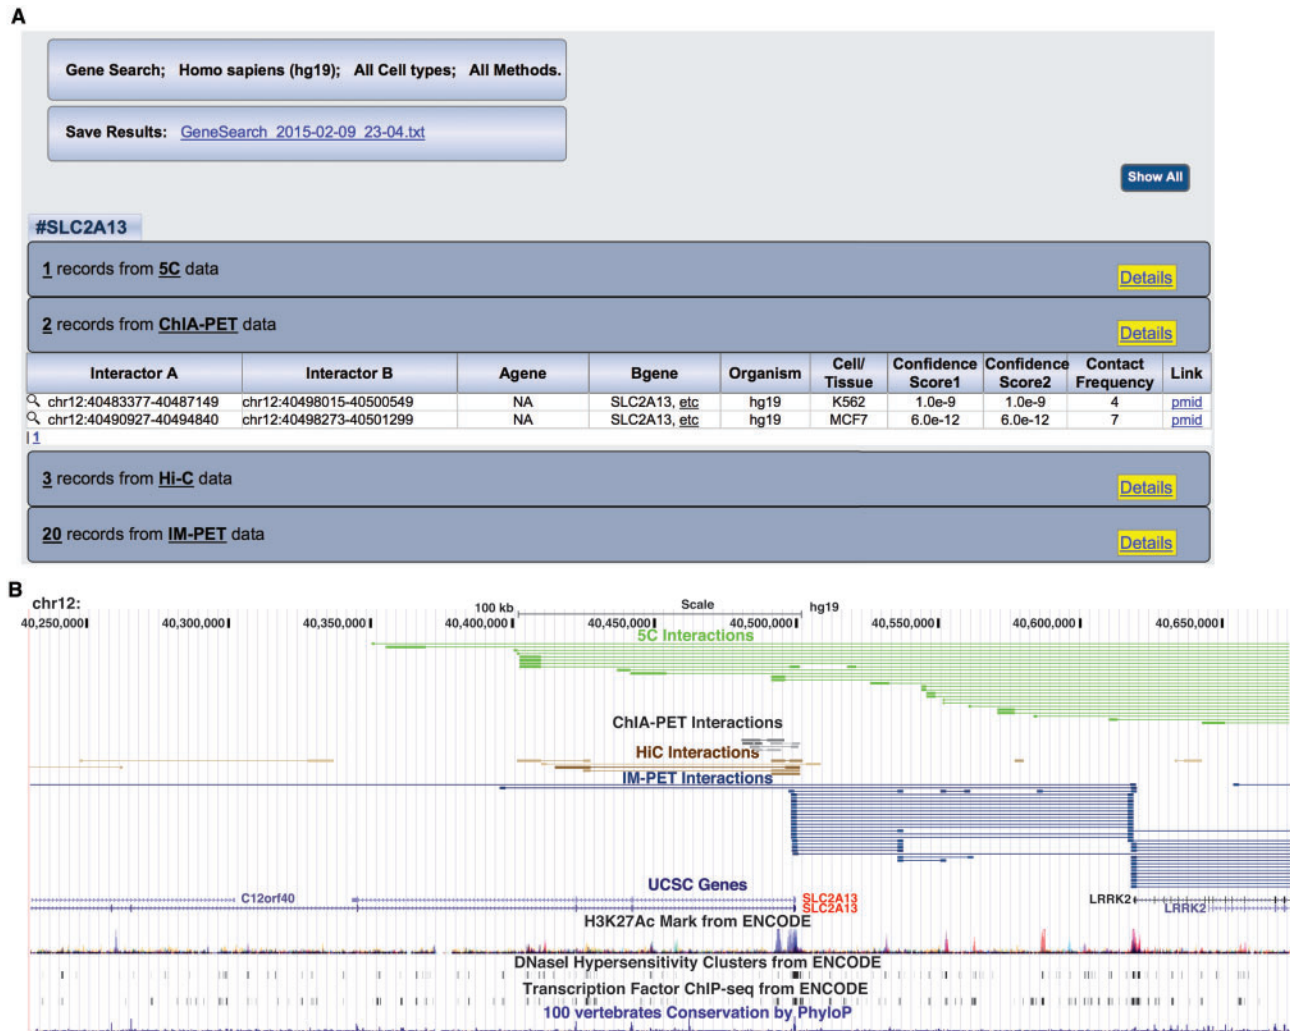 A
Gene Search; Homo sapiens (hg19); All Cell types; All Methods.
Save Results: GeneSearch_2015-02-09_23-04.txt
Show All
#SLC2A13
1 records from 5C data
Details
2 records from ChIA-PET data
Details
Interactor A Interactor B Agene Bgene Organism Cell/ Tissue Confidence Score1 Confidence Score2 Contact Frequency Link
chr12:40483377-40487149 chr12:40498015-40500549 NA SLC2A13, etc hg19 K562 1.0e-9 1.0e-9 4 pmid
chr12:40490927-40494840 chr12:40498273-40501299 NA SLC2A13, etc hg19 MCF7 6.0e-12 6.0e-12 7 pmid
| 1
3 records from Hi-C data
Details
20 records from IM-PET data
Details
B
chr12: 100 kb Scale hg19
40,250,000 40,300,000 40,350,000 40,400,000 40,450,000 40,500,000 40,550,000 40,600,000 40,650,000
5C Interactions
ChIA-PET Interactions
HiC Interactions
IM-PET Interactions
UCSC Genes
C12orf40 SLC2A13 LRRK2
SLC2A13 LRRK2
H3K27Ac Mark from ENCODE
DNaseI Hypersensitivity Clusters from ENCODE
Transcription Factor ChIP-seq from ENCODE
100 vertebrates Conservation by PhyloP